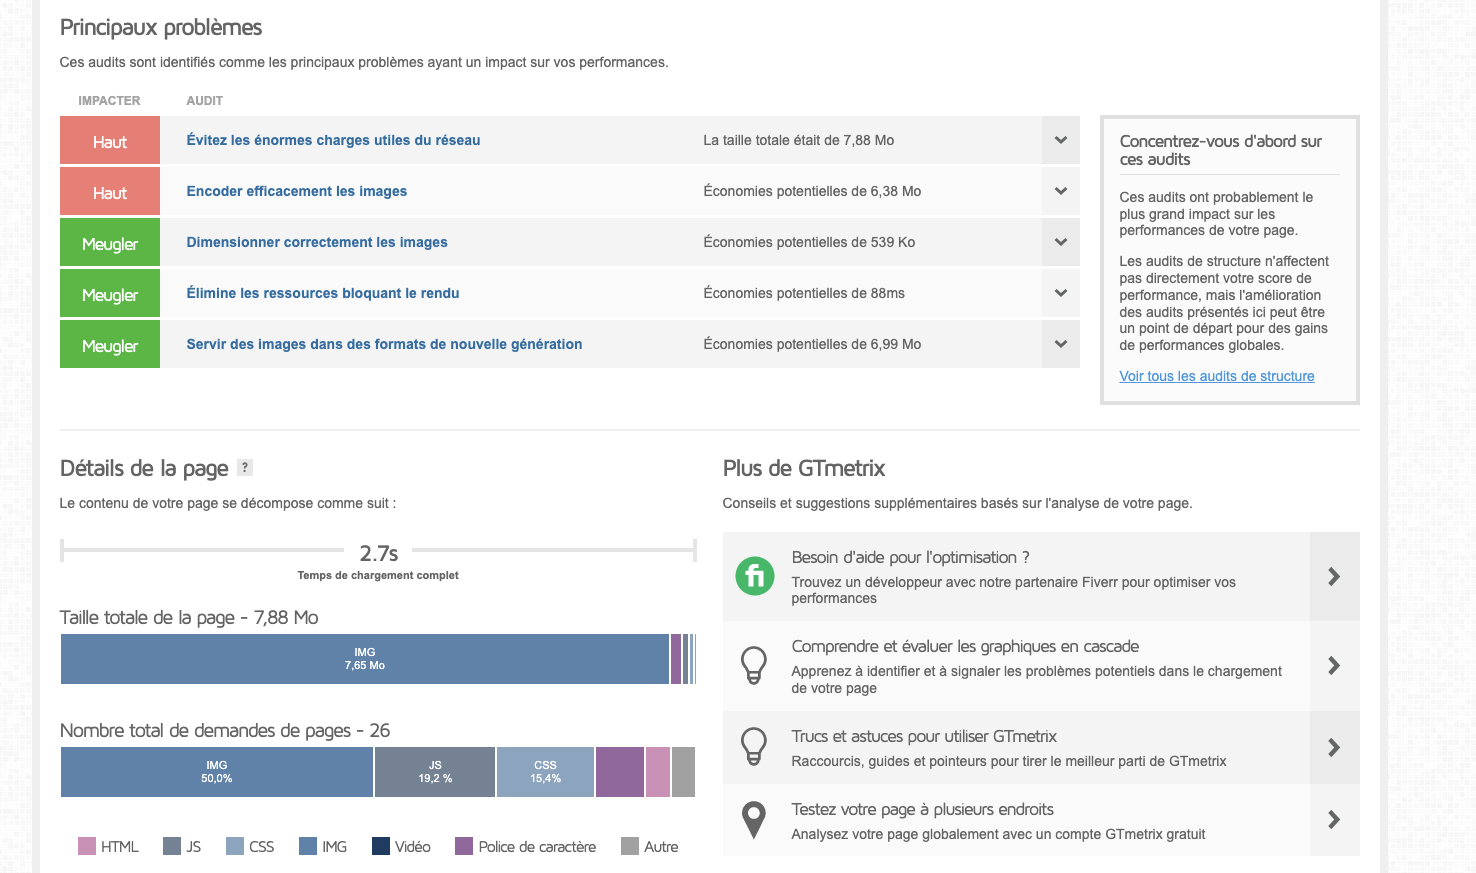 Principaux problèmes
Ces audits sont identifiés comme les principaux problèmes ayant un impact sur vos performances.
IMPACTER AUDIT
Haut Évitez les énormes charges utiles du réseau La taille totale était de 7,88 Mo
Haut Encoder efficacement les images Économies potentielles de 6,38 Mo
Meugler Dimensionner correctement les images Économies potentielles de 539 Ko
Meugler Élimine les ressources bloquant le rendu Économies potentielles de 88ms
Meugler Servir des images dans des formats de nouvelle génération Économies potentielles de 6,99 Mo
Concentrez-vous d'abord sur
ces audits
Ces audits ont probablement le
plus grand impact sur les
performances de votre page.
Les audits de structure n'affectent
pas directement votre score de
performance, mais l'amélioration
des audits présentés ici peut être
un point de départ pour des gains
de performances globales.
Voir tous les audits de structure
Détails de la page ?
Le contenu de votre page se décompose comme suit :
2.7s
Temps de chargement complet
Taille totale de la page - 7,88 Mo
IMG
7,65 Mo
Nombre total de demandes de pages - 26
IMG JS CSS
50,0% 19,2 % 15,4%
HTML JS CSS IMG Vidéo Police de caractère Autre
Plus de GTmetrix
Conseils et suggestions supplémentaires basés sur l'analyse de votre page.
fi
Besoin d'aide pour l'optimisation ?
Trouvez un développeur avec notre partenaire Fiverr pour optimiser vos
performances
Comprendre et évaluer les graphiques en cascade
Apprenez à identifier et à signaler les problèmes potentiels dans le chargement
de votre page
Trucs et astuces pour utiliser GTmetrix
Raccourcis, guides et pointeurs pour tirer le meilleur parti de GTmetrix
Testez votre page à plusieurs endroits
Analysez votre page globalement avec un compte GTmetrix gratuit